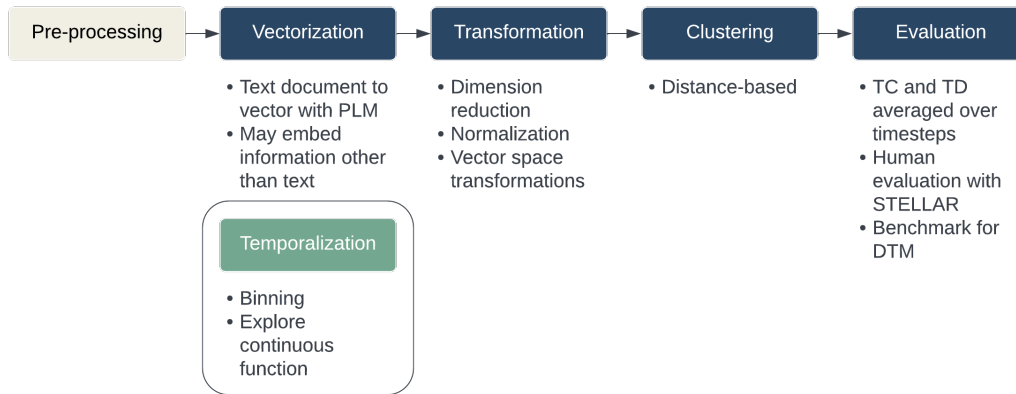 Pre-processing
Vectorization
Transformation
Clustering
Evaluation
• Text document to
vector with PLM
• May embed
information other
than text
• Dimension
reduction
• Normalization
• Vector space
transformations
• Distance-based
• TC and TD
averaged over
timesteps
• Human
evaluation with
STELLAR
• Benchmark for
DTM
Temporalization
• Binning
• Explore
continuous
function